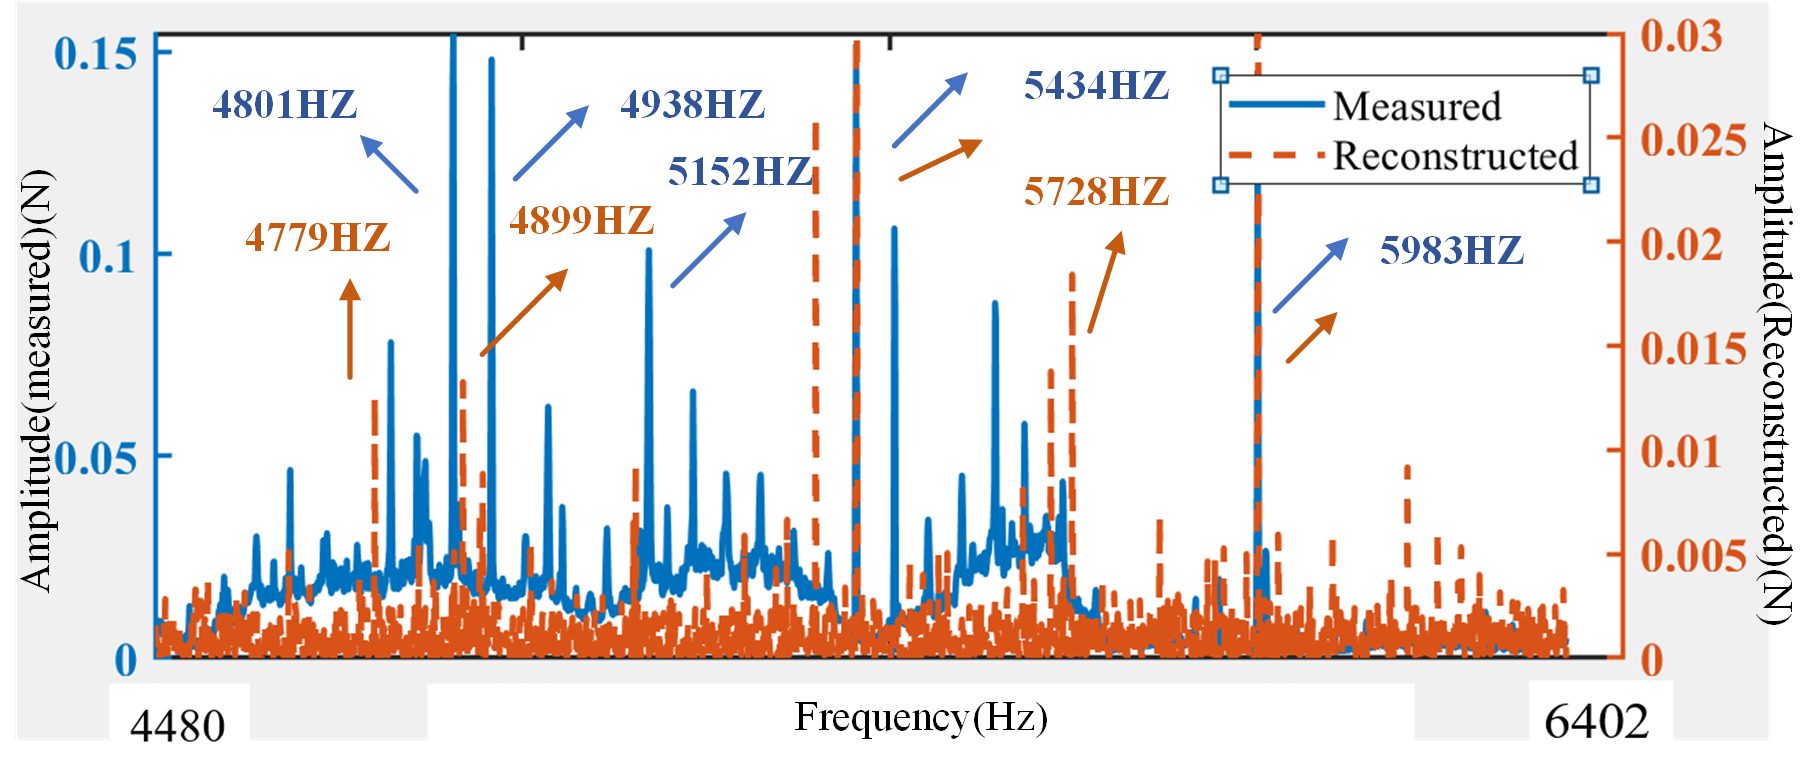 0.15
0.1
0.05
0
Amplitude(measured)(N)
4801HZ
4938HZ
5434HZ
5152HZ
4779HZ
4899HZ
5728HZ
5983HZ
Measured
Reconstructed
0.03
0.025
0.02
0.015
0.01
0.005
0
Amplitude(Reconstructed)(N)
4480
Frequency(Hz)
6402